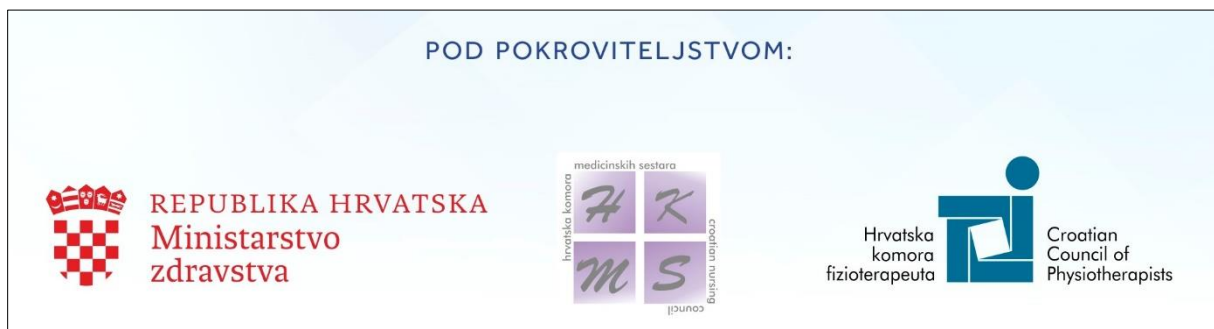 POD POKROVITELJSTVOM:
REPUBLIKA HRVATSKA
Ministarstvo
zdravstva
hrvatska komora
medicinskih sestara
H K
M S
croatian nursing
council
Hrvatska
komora
fizioterapeuta
Croatian
Council of
Physiotherapists